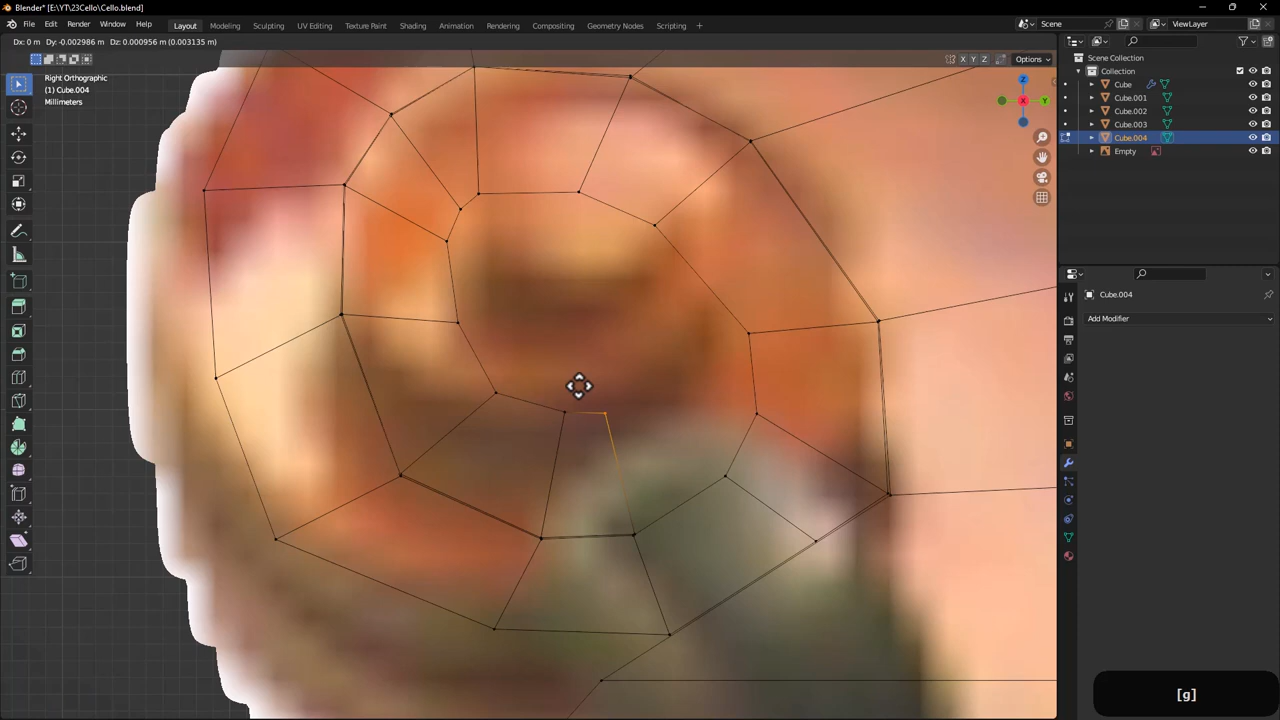 Blender* [E:\YT\23Cello\Cello.blend]
File Edit Render Window Help Layout Modeling Sculpting UV Editing Texture Paint Shading Animation Rendering Compositing Geometry Nodes Scripting + Scene ViewLayer
Dx: 0 m Dy: -0.002986 m Dz: 0.000956 m (0.003135 m)
X Y Z Options
Right Orthographic
(1) Cube.004
Millimeters
Z
X
Y
Scene Collection
Collection
Cube
Cube.001
Cube.002
Cube.003
Cube.004
Empty
Cube.004
Add Modifier
[g]